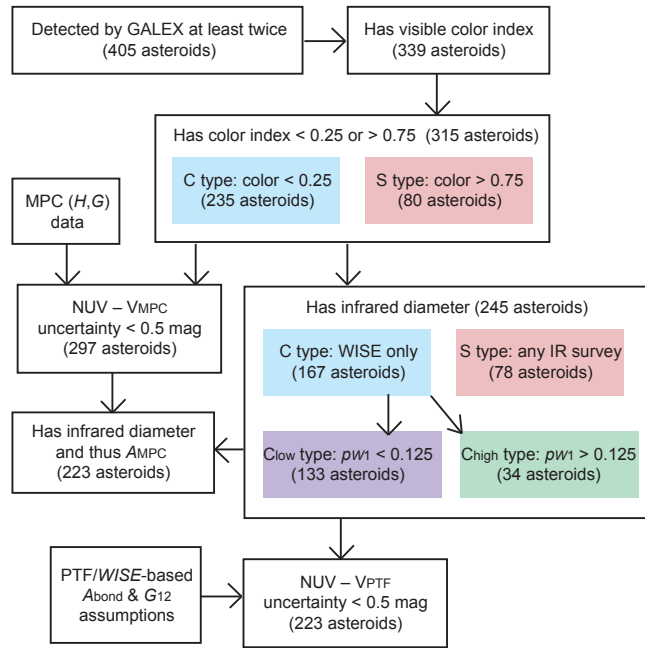 Detected by GALEX at least twice
(405 asteroids)
Has visible color index
(339 asteroids)
Has color index < 0.25 or > 0.75 (315 asteroids)
C type: color < 0.25
(235 asteroids)
S type: color > 0.75
(80 asteroids)
MPC (H,G)
data
NUV – VMPC
uncertainty < 0.5 mag
(297 asteroids)
Has infrared diameter (245 asteroids)
C type: WISE only
(167 asteroids)
S type: any IR survey
(78 asteroids)
Has infrared diameter
and thus AMPC
(223 asteroids)
Clow type: pW1 < 0.125
(133 asteroids)
Chigh type: pW1 > 0.125
(34 asteroids)
PTF/WISE-based
Abond & G12
assumptions
NUV – VPTF
uncertainty < 0.5 mag
(223 asteroids)